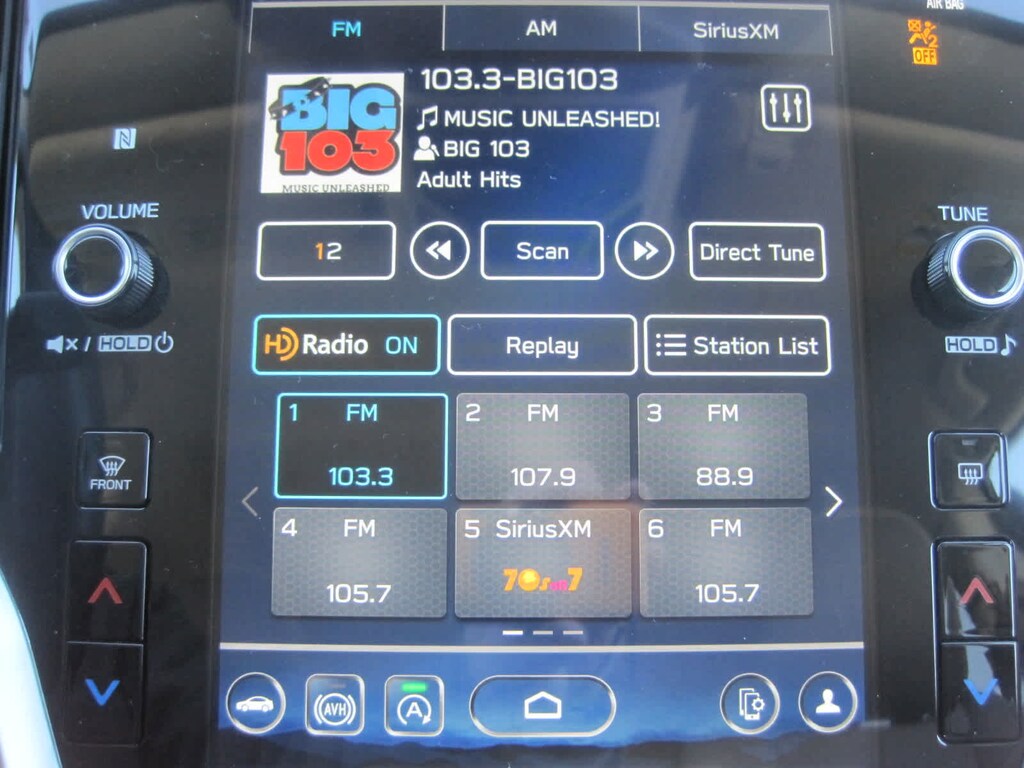 AIR BAG
2
OFF
FM
AM
SiriusXM
BIG
103
MUSIC UNLEASHED
103.3-BIG103
MUSIC UNLEASHED!
BIG 103
Adult Hits
N
VOLUME
TUNE
12
Scan
Direct Tune
/ HOLD
HOLD
HD Radio ON
Replay
Station List
1 FM
103.3
2 FM
107.9
3 FM
88.9
FRONT
4 FM
105.7
5 SiriusXM
70s on 7
6 FM
105.7
AVH
A